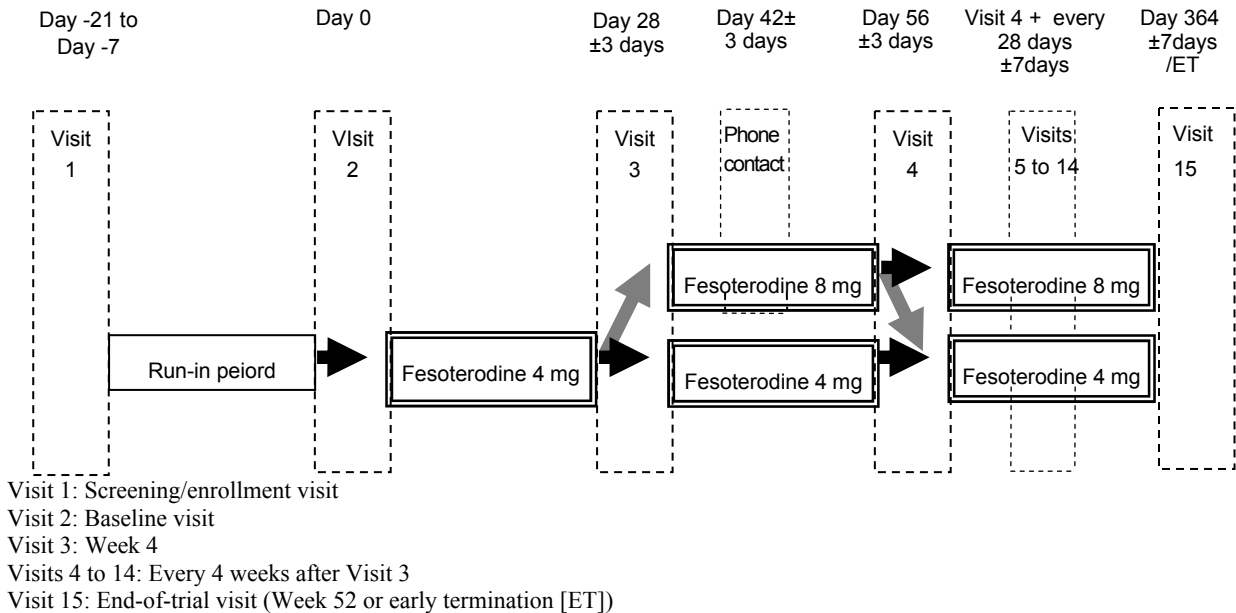 Day -21 to
Day -7
Day 0
Day 28
±3 days
Day 42±
3 days
Day 56
±3 days
Visit 4 + every
28 days
±7days
Day 364
±7days
/ET
Visit
1
VIsit
2
Visit
3
Phone
contact
Visit
4
Visits
5 to 14
Visit
15
Fesoterodine 8 mg
Fesoterodine 8 mg
Run-in peiord
Fesoterodine 4 mg
Fesoterodine 4 mg
Fesoterodine 4 mg
Visit 1: Screening/enrollment visit
Visit 2: Baseline visit
Visit 3: Week 4
Visits 4 to 14: Every 4 weeks after Visit 3
Visit 15: End-of-trial visit (Week 52 or early termination [ET])